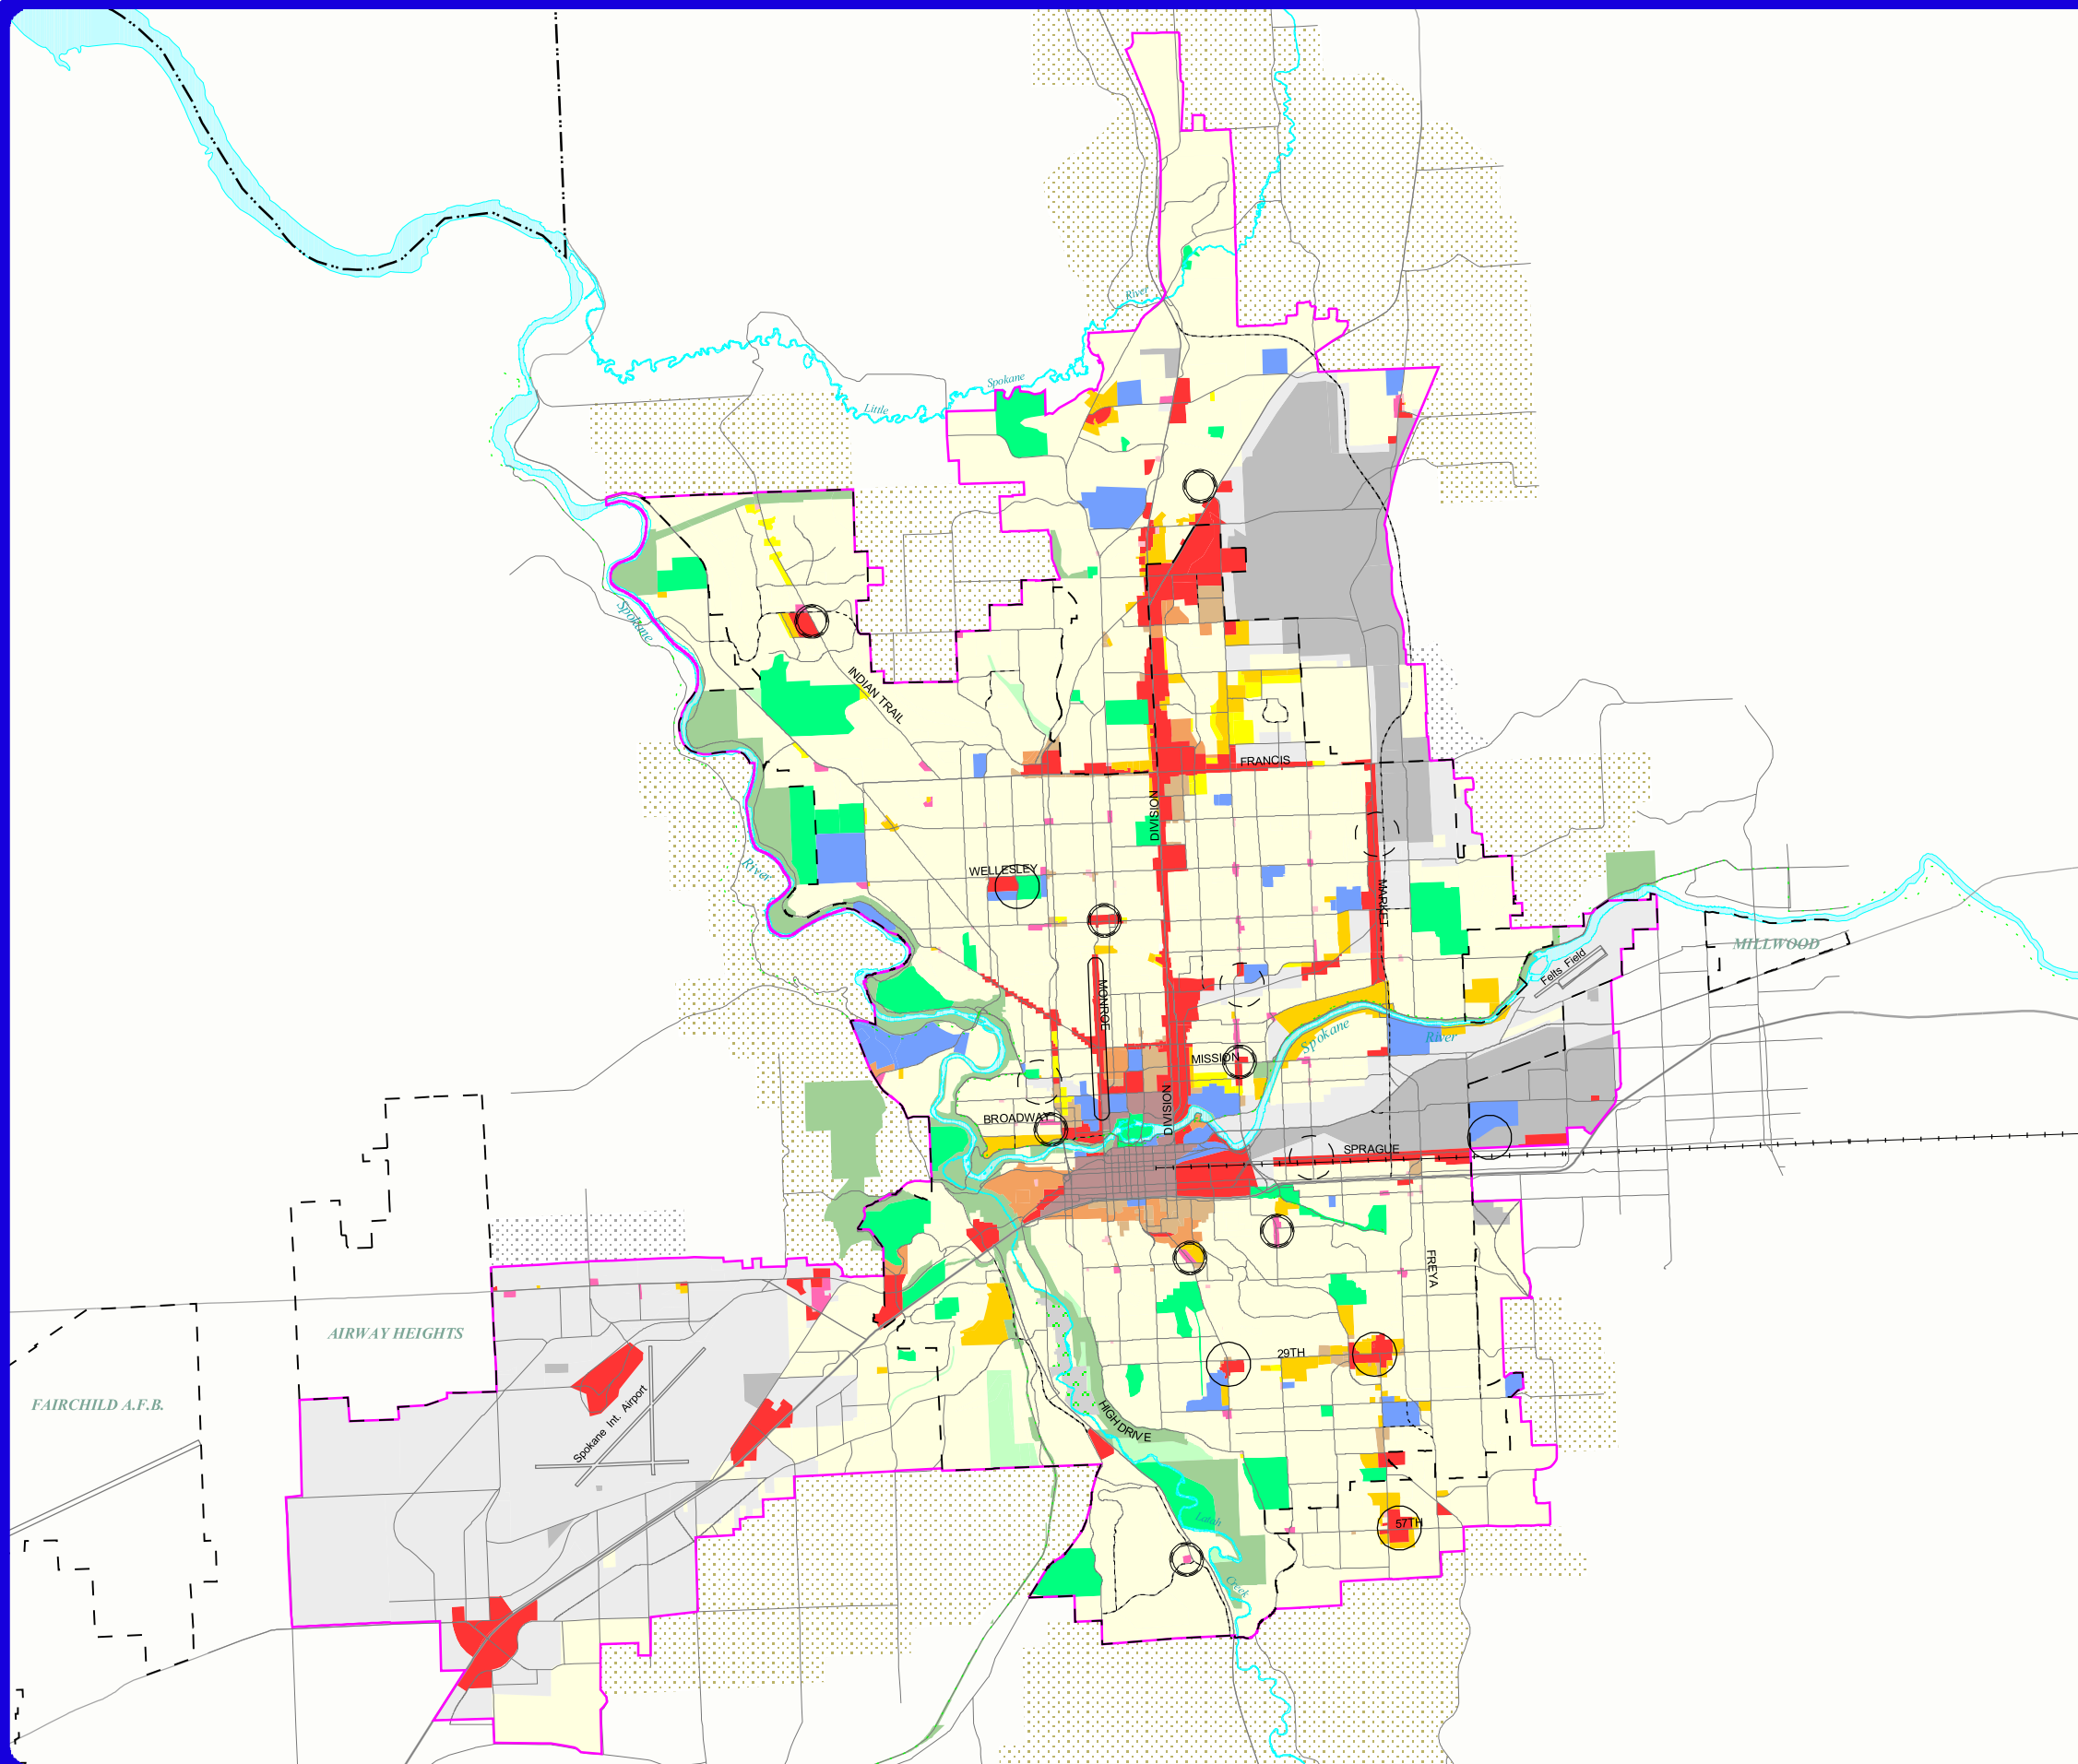 River
Spokane
Little
Spokane
INDIAN TRAIL
FRANCIS
DIVISION
WELLESLEY
River
MARKET
MILLWOOD
Felts Field
MONROE
Spokane
River
MISSION
DIVISION
BROADWAY
SPRAGUE
FREYA
AIRWAY HEIGHTS
29TH
FAIRCHILD A.F.B.
Spokane Int. Airport
HIGH DRIVE
Latah
57TH
Creek